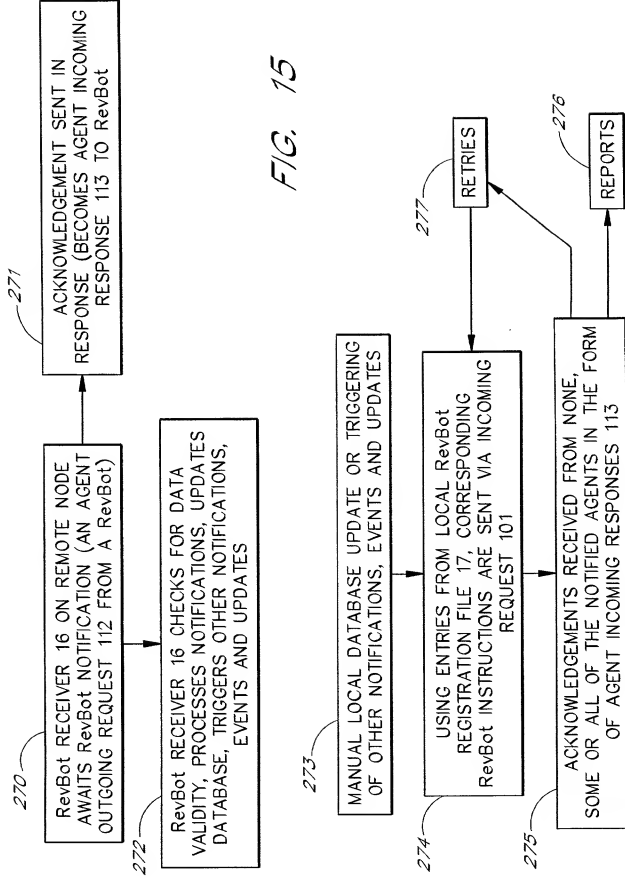 270
RevBot RECEIVER 16 ON REMOTE NODE
AWAITS RevBot NOTIFICATION (AN AGENT
OUTGOING REQUEST 112 FROM A RevBot)
271
ACKNOWLEDGEMENT SENT IN
RESPONSE (BECOMES AGENT INCOMING
RESPONSE 113 TO RevBot
272
RevBot RECEIVER 16 CHECKS FOR DATA
VALIDITY, PROCESSES NOTIFICATIONS, UPDATES
DATABASE, TRIGGERS OTHER NOTIFICATIONS,
EVENTS AND UPDATES
FIG. 15
273
MANUAL LOCAL DATABASE UPDATE OR TRIGGERING
OF OTHER NOTIFICATIONS, EVENTS AND UPDATES
274
USING ENTRIES FROM LOCAL RevBot
REGISTRATION FILE 17, CORRESPONDING
RevBot INSTRUCTIONS ARE SENT VIA INCOMING
REQUEST 101
277
RETRIES
275
ACKNOWLEDGEMENTS RECEIVED FROM NONE,
SOME OR ALL OF THE NOTIFIED AGENTS IN THE FORM
OF AGENT INCOMING RESPONSES 113
276
REPORTS